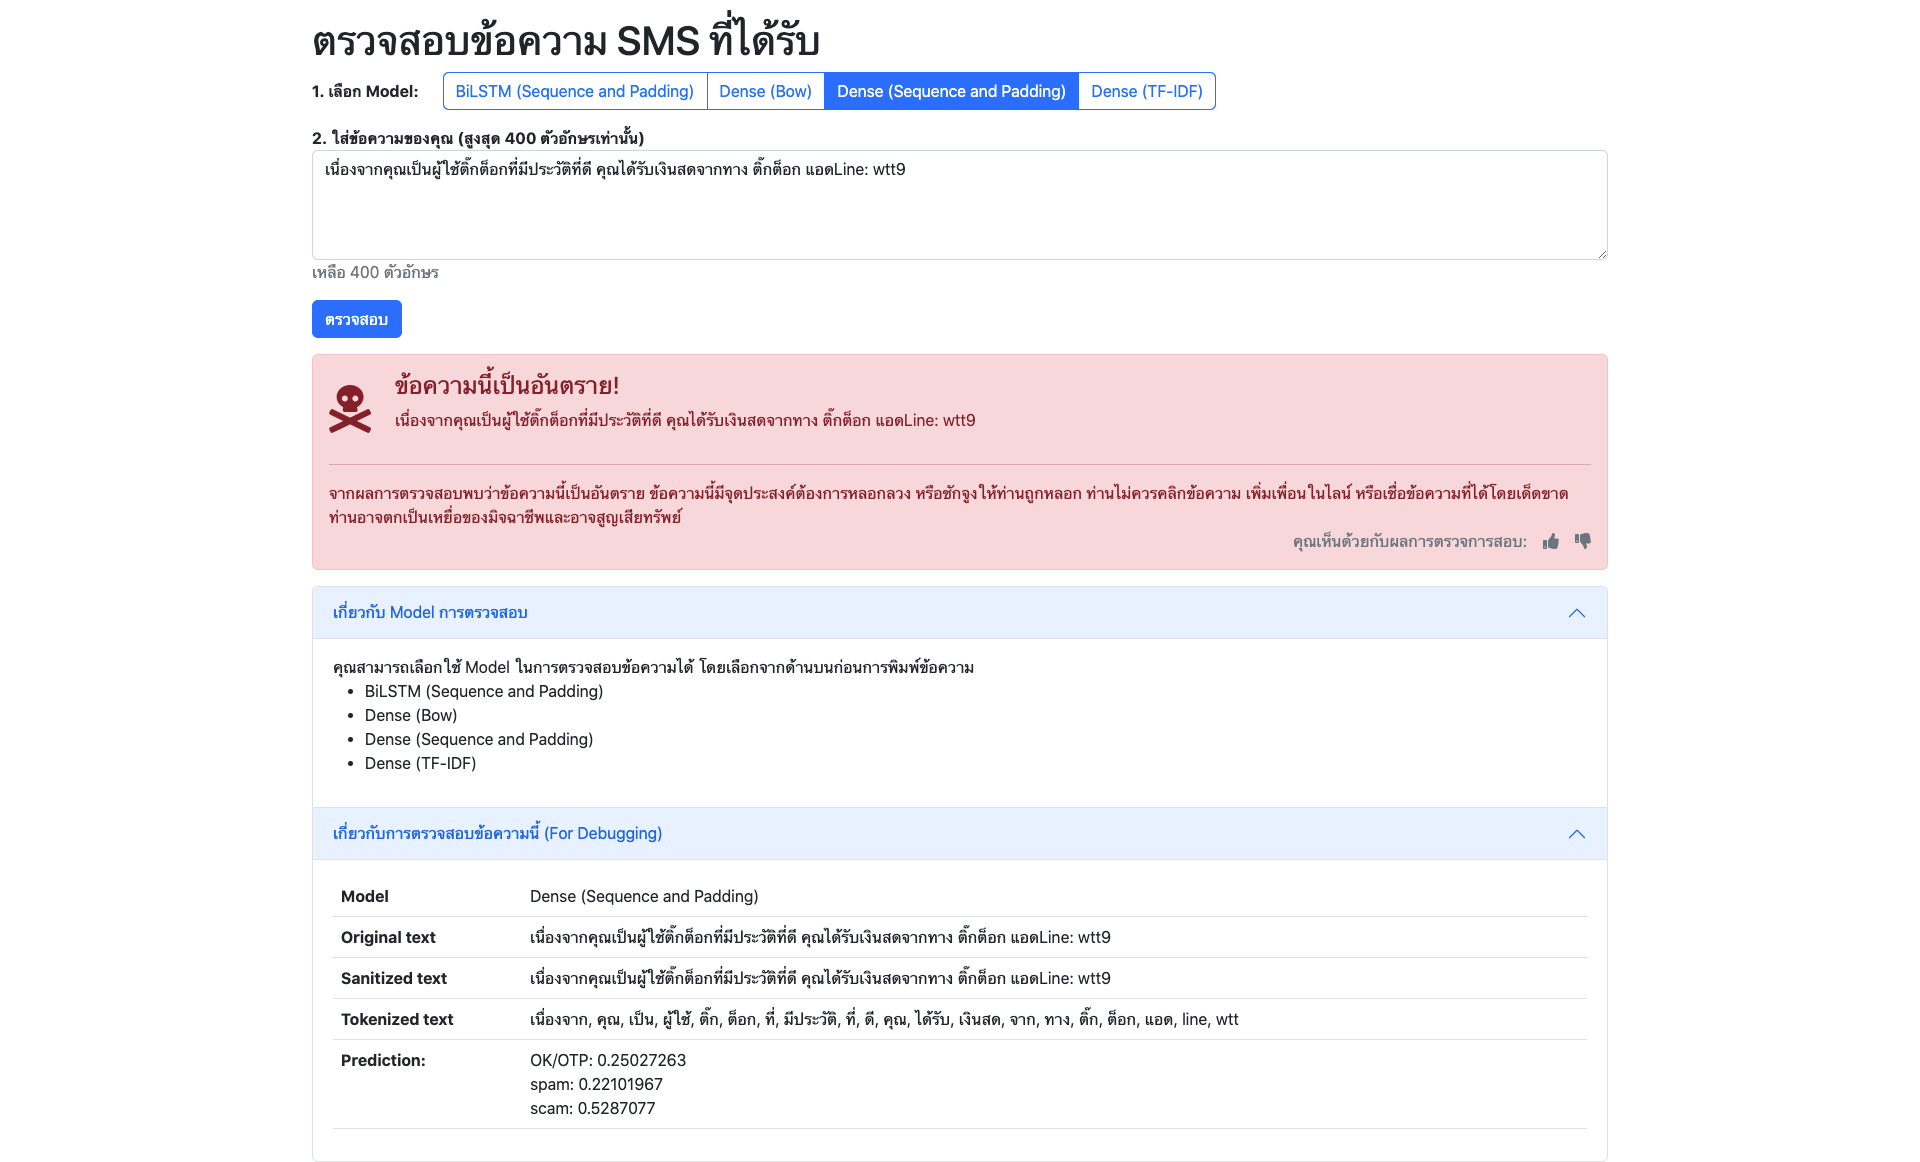 ตรวจสอบข้อความ SMS ที่ได้รับ
1. เลือก Model: BiLSTM (Sequence and Padding) Dense (Bow) Dense (Sequence and Padding) Dense (TF-IDF)
2. ใส่ข้อความของคุณ (สูงสุด 400 ตัวอักษรเท่านั้น)
เนื่องจากคุณเป็นผู้ใช้ติ๊กต็อกที่มีประวัติที่ดี คุณได้รับเงินสดจากทาง ติ๊กต็อก แอดLine: wtt9
เหลือ 400 ตัวอักษร
ตรวจสอบ
ข้อความนี้เป็นอันตราย!
เนื่องจากคุณเป็นผู้ใช้ติ๊กต็อกที่มีประวัติที่ดี คุณได้รับเงินสดจากทาง ติ๊กต็อก แอดLine: wtt9
จากผลการตรวจสอบพบว่าข้อความนี้เป็นอันตราย ข้อความนี้มีจุดประสงค์ต้องการหลอกลวง หรือชักจูงให้ท่านถูกหลอก ท่านไม่ควรคลิกข้อความ เพิ่มเพื่อนในไลน์ หรือเชื่อข้อความที่ได้โดยเด็ดขาด
ท่านอาจตกเป็นเหยื่อของมิจฉาชีพและอาจสูญเสียทรัพย์
คุณเห็นด้วยกับผลการตรวจการสอบ:
เกี่ยวกับ Model การตรวจสอบ
คุณสามารถเลือกใช้ Model ในการตรวจสอบข้อความได้ โดยเลือกจากด้านบนก่อนการพิมพ์ข้อความ
• BiLSTM (Sequence and Padding)
• Dense (Bow)
• Dense (Sequence and Padding)
• Dense (TF-IDF)
เกี่ยวกับการตรวจสอบข้อความนี้ (For Debugging)
Model Dense (Sequence and Padding)
Original text เนื่องจากคุณเป็นผู้ใช้ติ๊กต็อกที่มีประวัติที่ดี คุณได้รับเงินสดจากทาง ติ๊กต็อก แอดLine: wtt9
Sanitized text เนื่องจากคุณเป็นผู้ใช้ติ๊กต็อกที่มีประวัติที่ดี คุณได้รับเงินสดจากทาง ติ๊กต็อก แอดLine: wtt9
Tokenized text เนื่องจาก, คุณ, เป็น, ผู้ใช้, ติ๊ก, ต็อก, ที่, มีประวัติ, ที่, ดี, คุณ, ได้รับ, เงินสด, จาก, ทาง, ติ๊ก, ต็อก, แอด, line, wtt
Prediction: OK/OTP: 0.25027263
spam: 0.22101967
scam: 0.5287077